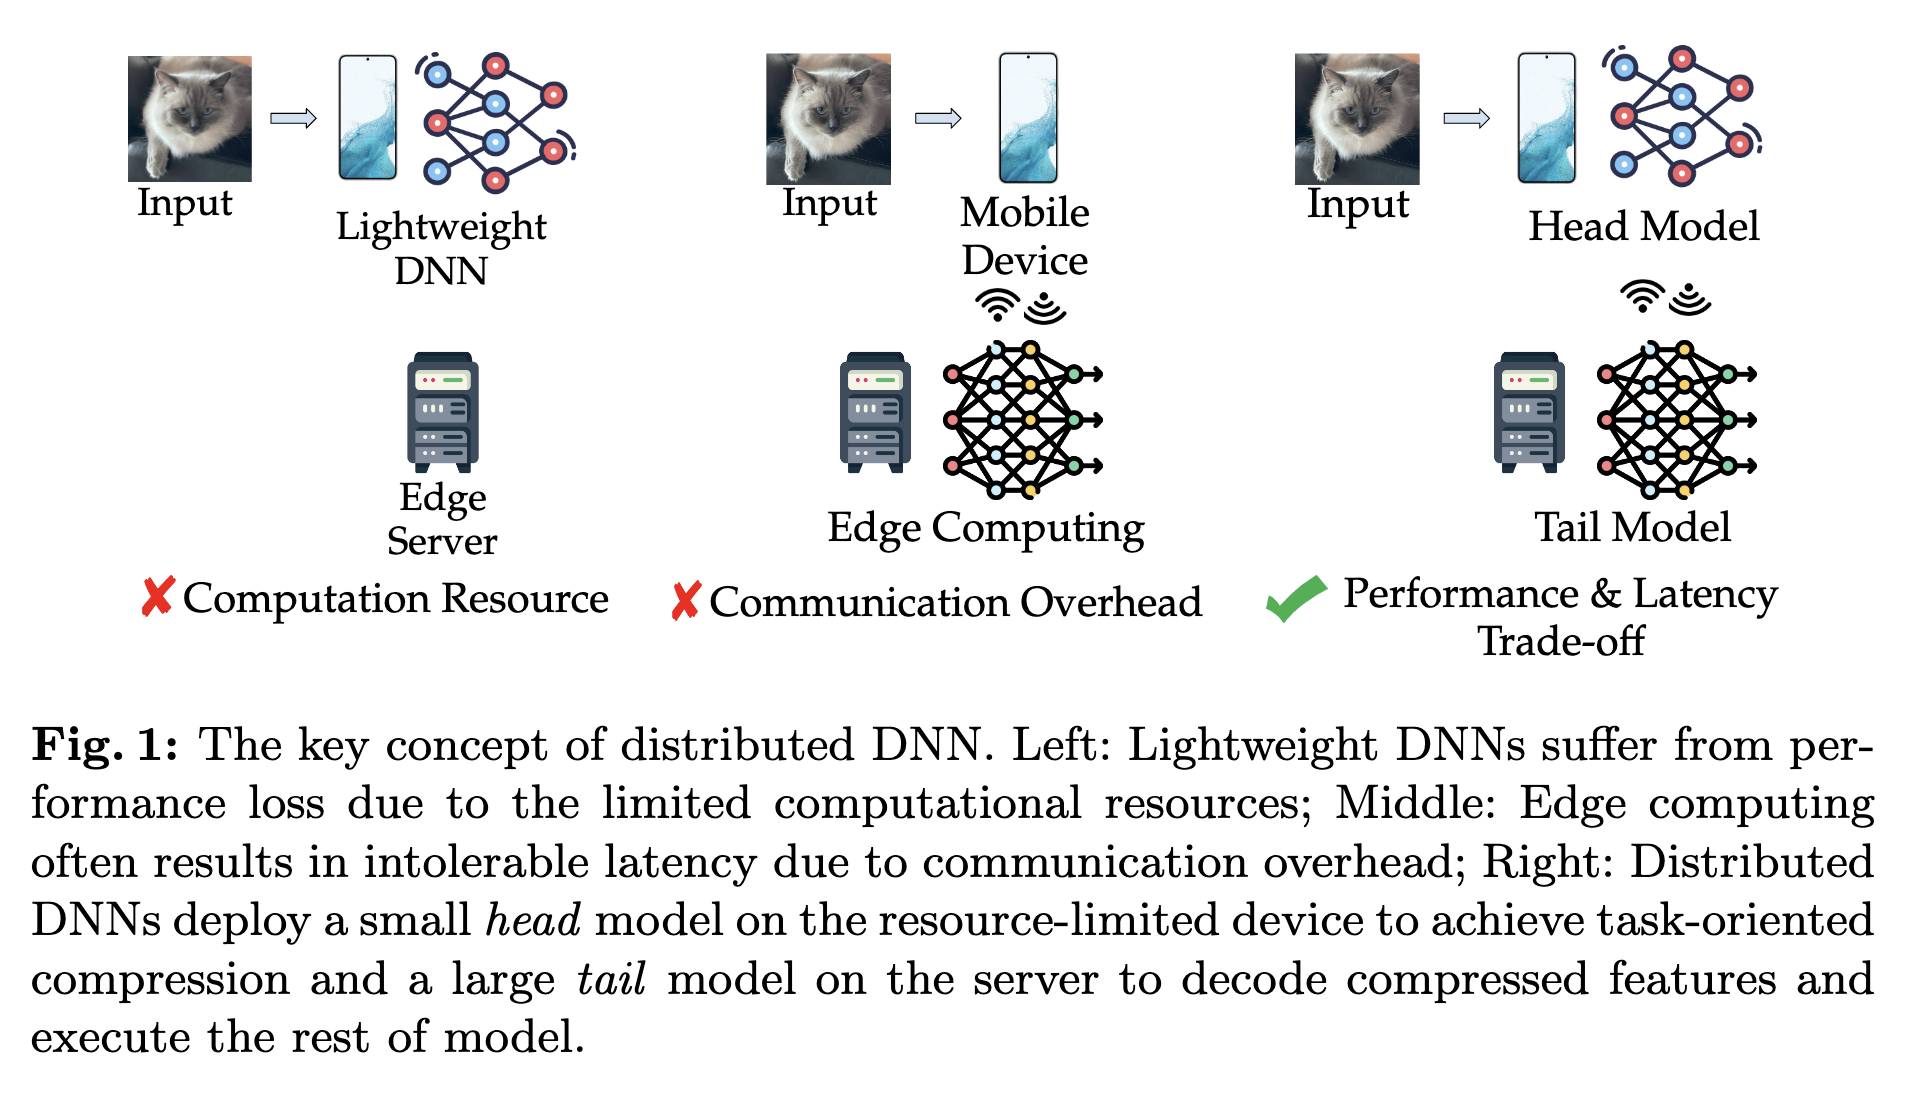 Input
Lightweight
DNN
Edge
Server
Computation Resource
Input
Mobile
Device
Edge Computing
Communication Overhead
Input
Head Model
Tail Model
Performance & Latency
Trade-off
Fig. 1: The key concept of distributed DNN. Left: Lightweight DNNs suffer from per-
formance loss due to the limited computational resources; Middle: Edge computing
often results in intolerable latency due to communication overhead; Right: Distributed
DNNs deploy a small head model on the resource-limited device to achieve task-oriented
compression and a large tail model on the server to decode compressed features and
execute the rest of model.